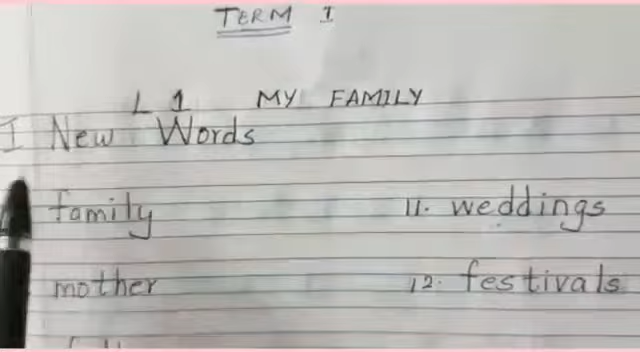 TERM I
L 1 MY FAMILY
I New Words
family 11. weddings
mother 12. festivals